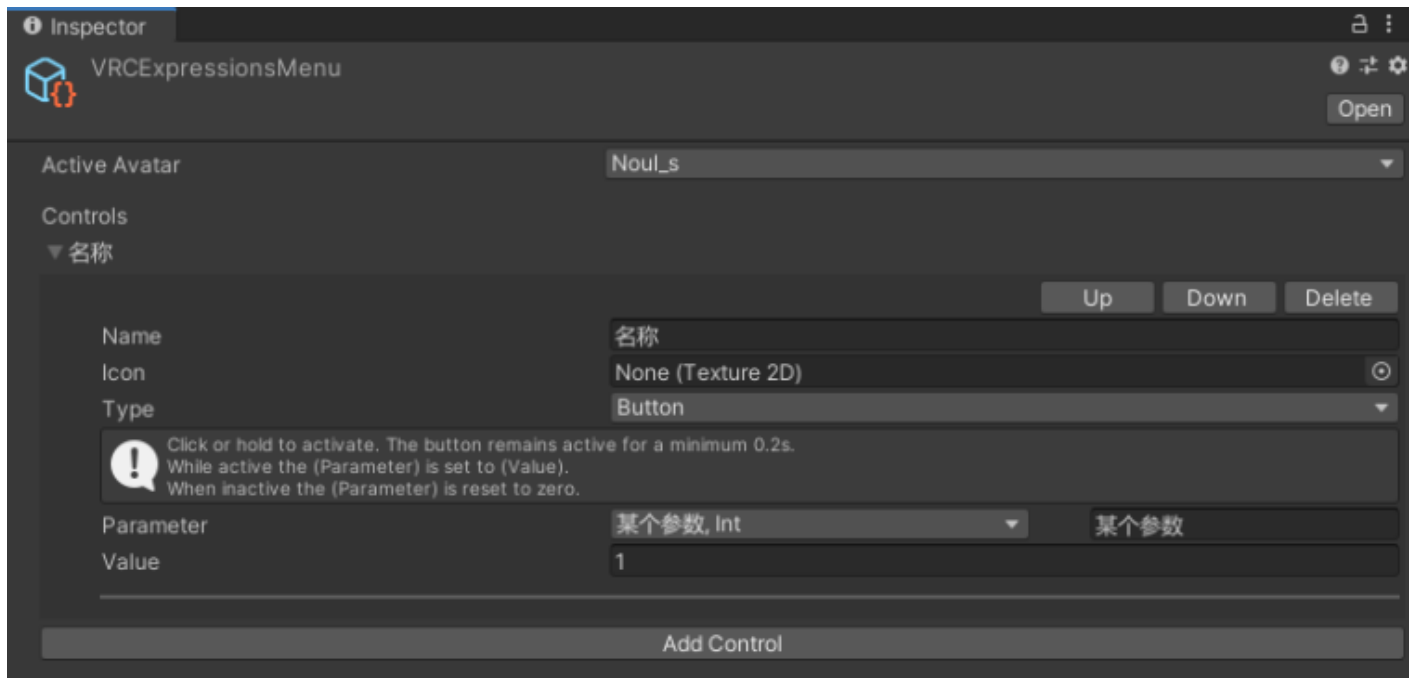 Inspector
VRCExpressionsMenu
Open
Active Avatar Noul_s
Controls
名称
Up Down Delete
Name 名称
Icon None (Texture 2D)
Type Button
Click or hold to activate. The button remains active for a minimum 0.2s.
While active the (Parameter) is set to (Value).
When inactive the (Parameter) is reset to zero.
Parameter 某个参数, Int 某个参数
Value 1
Add Control